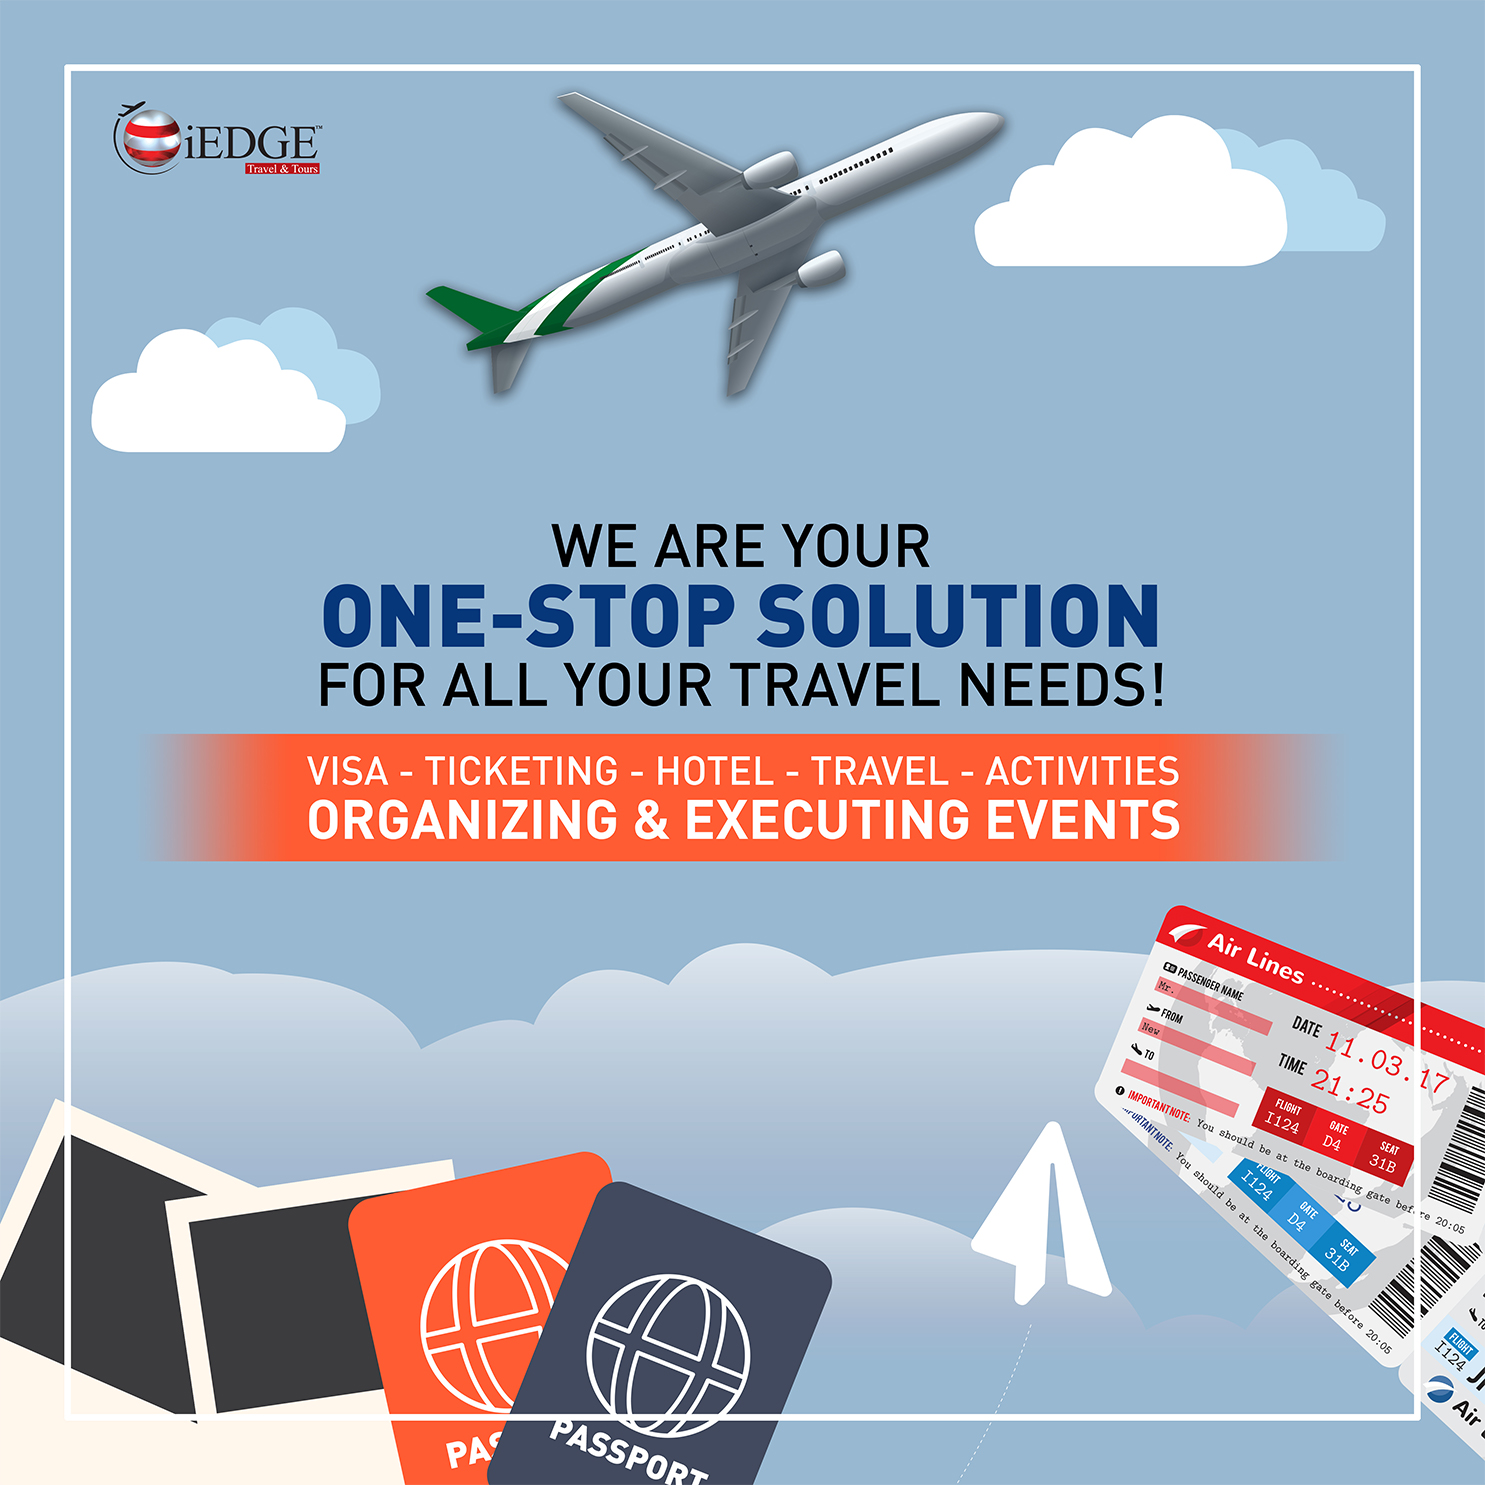 iEDGE™
Travel & Tours
WE ARE YOUR
ONE-STOP SOLUTION
FOR ALL YOUR TRAVEL NEEDS!
VISA - TICKETING - HOTEL - TRAVEL - ACTIVITIES
ORGANIZING & EXECUTING EVENTS
Air Lines
PASSENGER NAME
Mr.
FROM
New
TO
DATE 11.03.17
TIME 21:25
FLIGHT
I124
GATE
D4
SEAT
31B
IMPORTANT NOTE: You should be at the boarding gate before 20:05
FLIGHT
I124
GATE
D4
SEAT
31B
NOTE: You should be at the boarding gate before 20:05
FLIGHT
I124
Air
PASSPORT